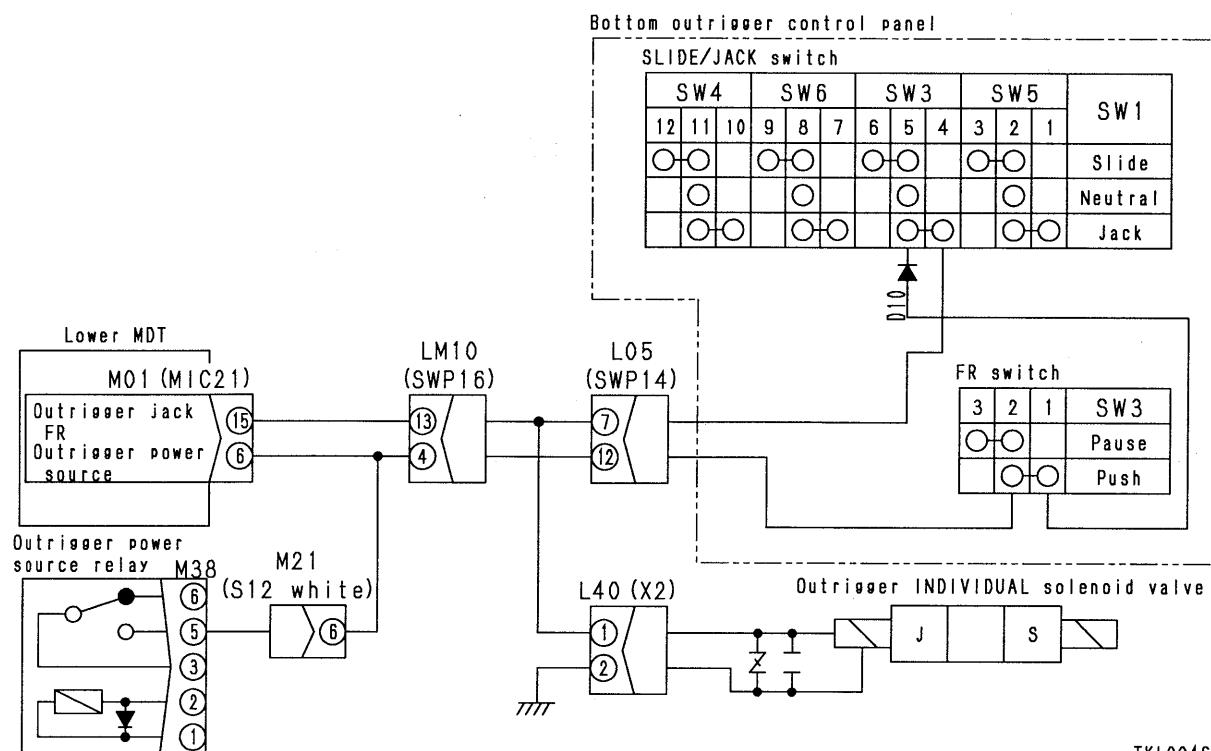 Bottom outrigger control panel
SLIDE/JACK switch
SW4 SW6 SW3 SW5 SW1
12 11 10 9 8 7 6 5 4 3 2 1
Slide
Neutral
Jack
D10
Lower MDT
M01 (MIC21)
LM10
(SWP16)
L05
(SWP14)
FR switch
3 2 1 SW3
Pause
Push
Outrigger jack
FR
15
Outrigger power
source
6
13
4
7
12
Outrigger power
source relay
M38
M21
(S12 white)
6
5
3
2
1
6
L40 (X2)
1
2
Outrigger INDIVIDUAL solenoid valve
J S